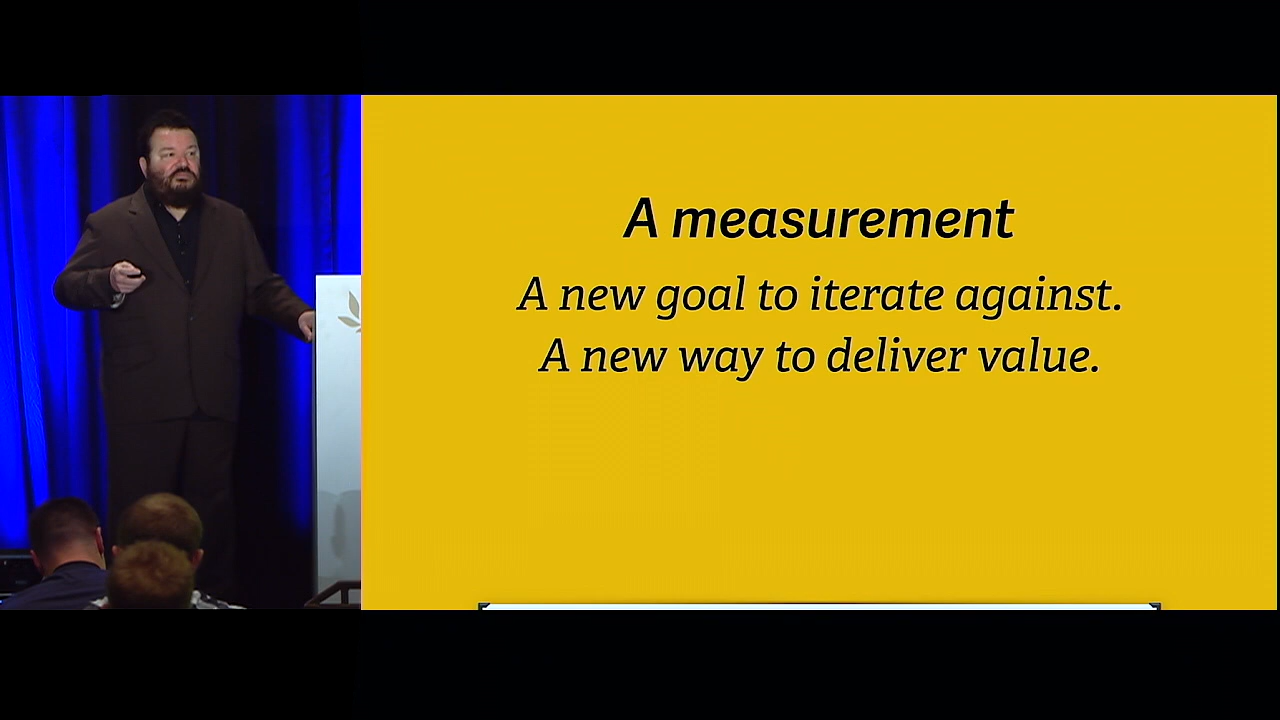 A measurement
A new goal to iterate against.
A new way to deliver value.